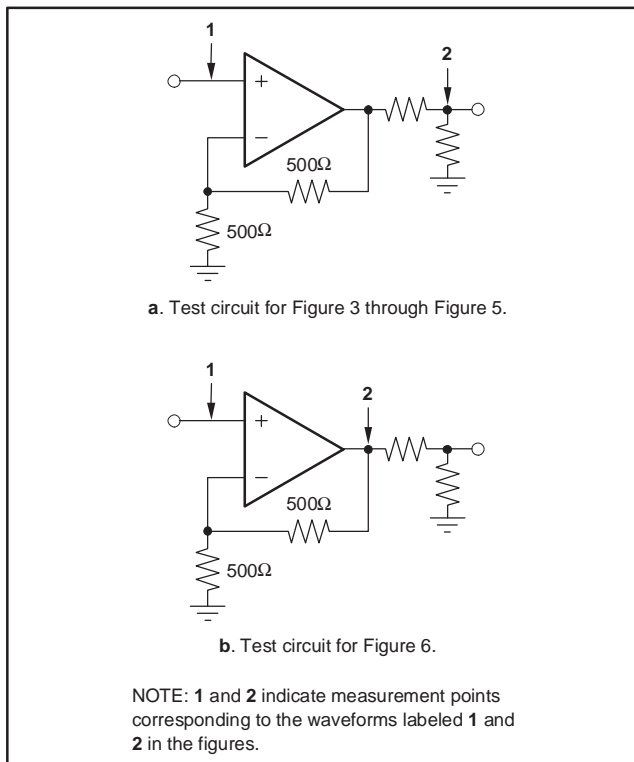 1
2
+
−
500Ω
500Ω
a. Test circuit for Figure 3 through Figure 5.
1
2
+
−
500Ω
500Ω
b. Test circuit for Figure 6.
NOTE: 1 and 2 indicate measurement points
corresponding to the waveforms labeled 1 and
2 in the figures.